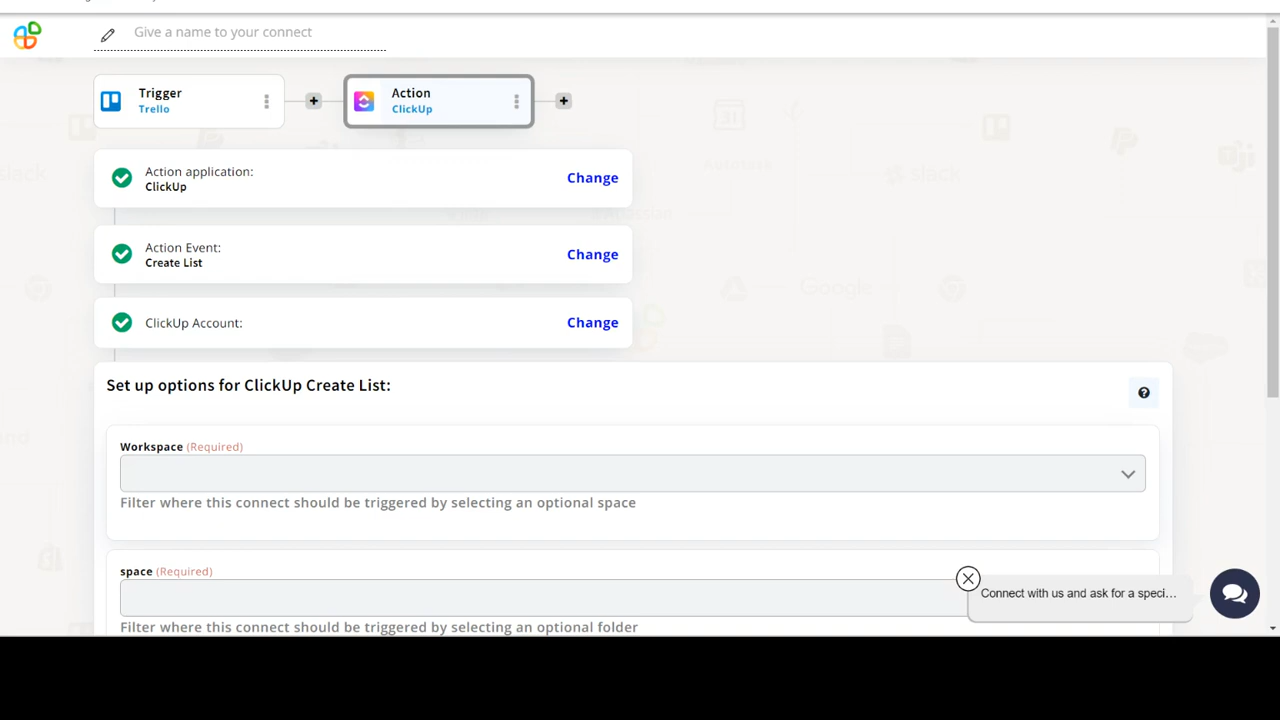 Give a name to your connect
Trigger
Trello
Action
ClickUp
Action application:
ClickUp
Change
Action Event:
Create List
Change
ClickUp Account:
Change
Set up options for ClickUp Create List:
Workspace (Required)
Filter where this connect should be triggered by selecting an optional space
space (Required)
Connect with us and ask for a speci...
Filter where this connect should be triggered by selecting an optional folder
slack
Google